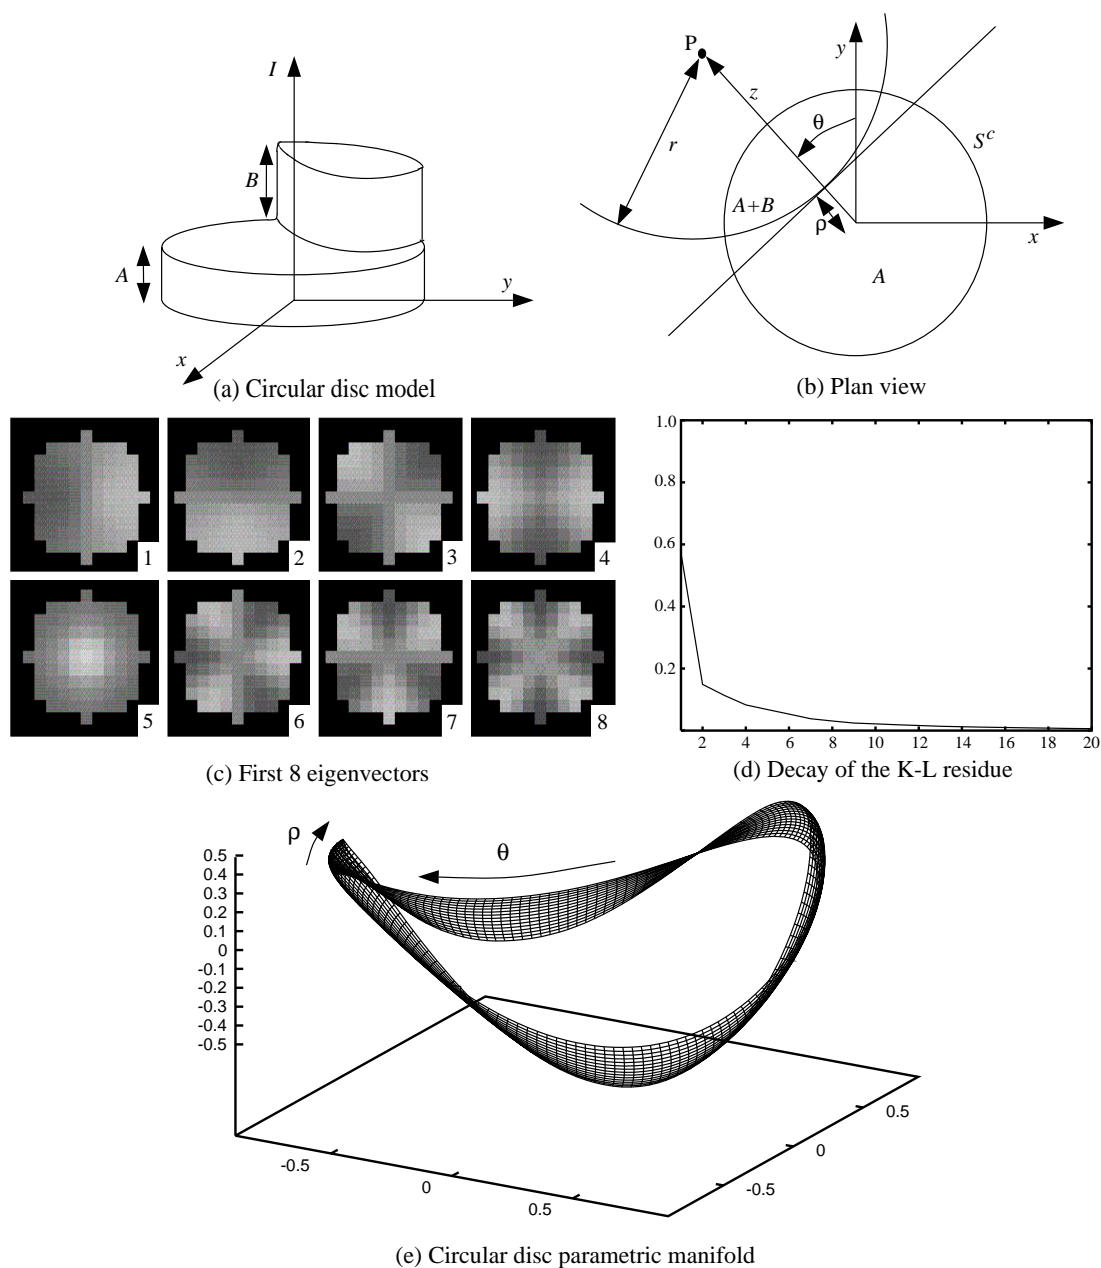 I
B
A
y
x
(a) Circular disc model
P
y
z
θ
r
S^c
A+B
ρ
x
A
(b) Plan view
1
2
3
4
5
6
7
8
(c) First 8 eigenvectors
1.0
0.8
0.6
0.4
0.2
2 4 6 8 10 12 14 16 18 20
(d) Decay of the K-L residue
ρ
θ
0.5
0.4
0.3
0.2
0.1
0
-0.1
-0.2
-0.3
-0.4
-0.5
-0.5
0
0.5
0.5
0
-0.5
(e) Circular disc parametric manifold